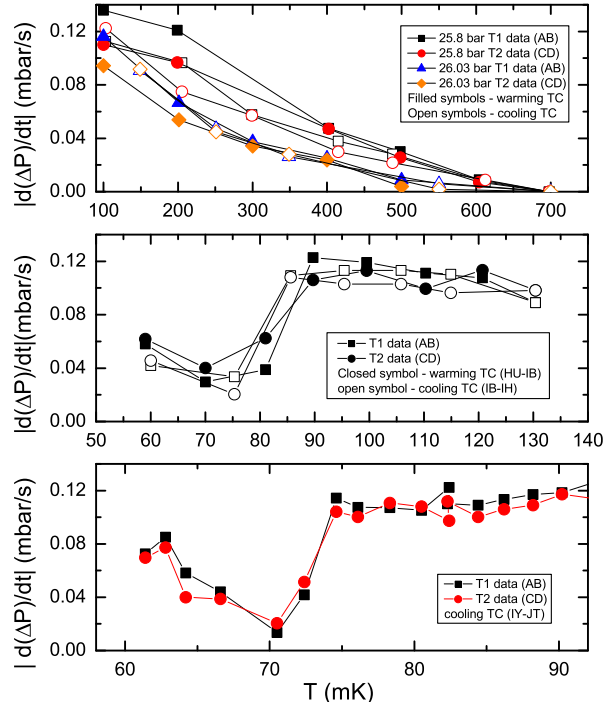 |d(ΔP)/dt| (mbar/s)
0.12
0.08
0.04
0.00
25.8 bar T1 data (AB)
25.8 bar T2 data (CD)
26.03 bar T1 data (AB)
26.03 bar T2 data (CD)
Filled symbols - warming TC
Open symbols - cooling TC
100 200 300 400 500 600 700
|d(ΔP)/dt|(mbar/s)
0.16
0.12
0.08
0.04
0.00
T1 data (AB)
T2 data (CD)
Closed symbol - warming TC (HU-IB)
open symbol - cooling TC (IB-IH)
50 60 70 80 90 100 110 120 130 140
| d(ΔP)/dt| (mbar/s)
0.12
0.08
0.04
0.00
T1 data (AB)
T2 data (CD)
cooling TC (IY-JT)
60 70 80 90
T (mK)